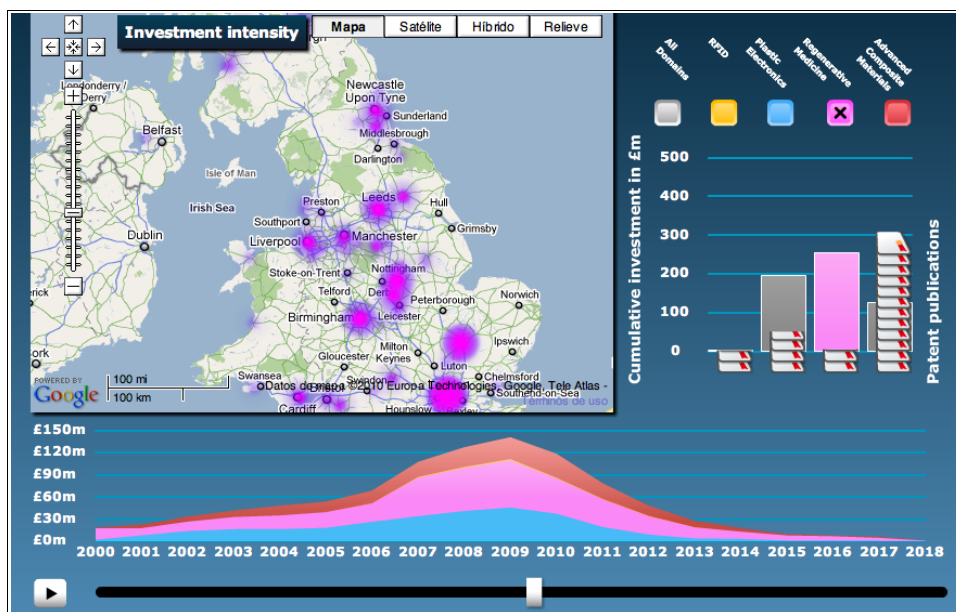 Investment intensity
Mapa
Satélite
Híbrido
Relieve
Newcastle
Upon Tyne
Sunderland
Middlesbrough
Darlington
Londonderry /
Derry
Belfast
Isle of Man
Irish Sea
Preston
Leeds
Hull
Southport
Grimsby
Dublin
Liverpool
Manchester
Stoke-on-Trent
Nottingham
Telford
Peterborough
Norwich
Birmingham
Leicester
Milton
Keynes
Ipswich
Gloucester
Luton
Swansea
Chelmsford
Southend-on-Sea
Cardiff
Hounslow
POWERED BY
Google
100 mi
100 km
Datos de mapa ©2010 Europa Technologies, Google, Tele Atlas -
Términos de uso
All
Domains
RFID
Plastic
Electronics
Regenerative
Medicine
Advanced
Composite
Materials
Cumulative investment in £m
500
400
300
200
100
0
Patent publications
£150m
£120m
£90m
£60m
£30m
£0m
2000 2001 2002 2003 2004 2005 2006 2007 2008 2009 2010 2011 2012 2013 2014 2015 2016 2017 2018